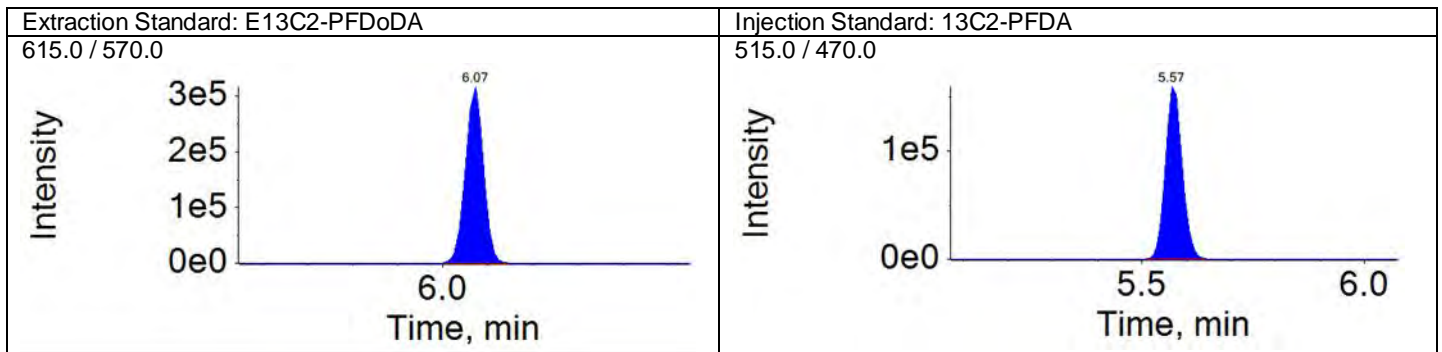 Extraction Standard: E13C2-PFDoDA
615.0 / 570.0
6.07
3e5
2e5
1e5
0e0
Intensity
6.0
Time, min
Injection Standard: 13C2-PFDA
515.0 / 470.0
5.57
1e5
0e0
Intensity
5.5 6.0
Time, min